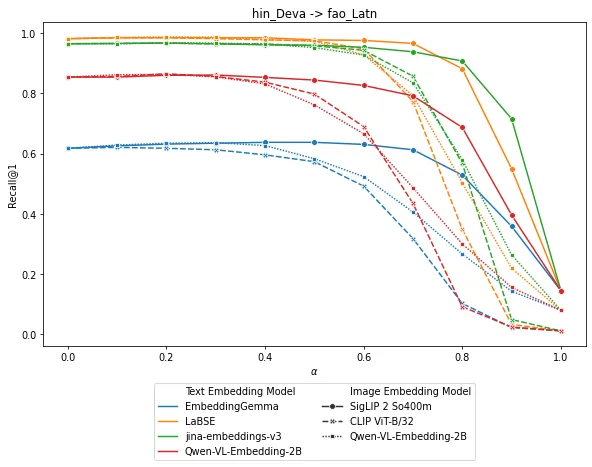 hin_Deva -> fao_Latn
Recall@1
1.0
0.8
0.6
0.4
0.2
0.0
0.0 0.2 0.4 0.6 0.8 1.0
α
Text Embedding Model
EmbeddingGemma
LaBSE
jina-embeddings-v3
Qwen-VL-Embedding-2B
Image Embedding Model
SigLIP 2 So400m
CLIP ViT-B/32
Qwen-VL-Embedding-2B